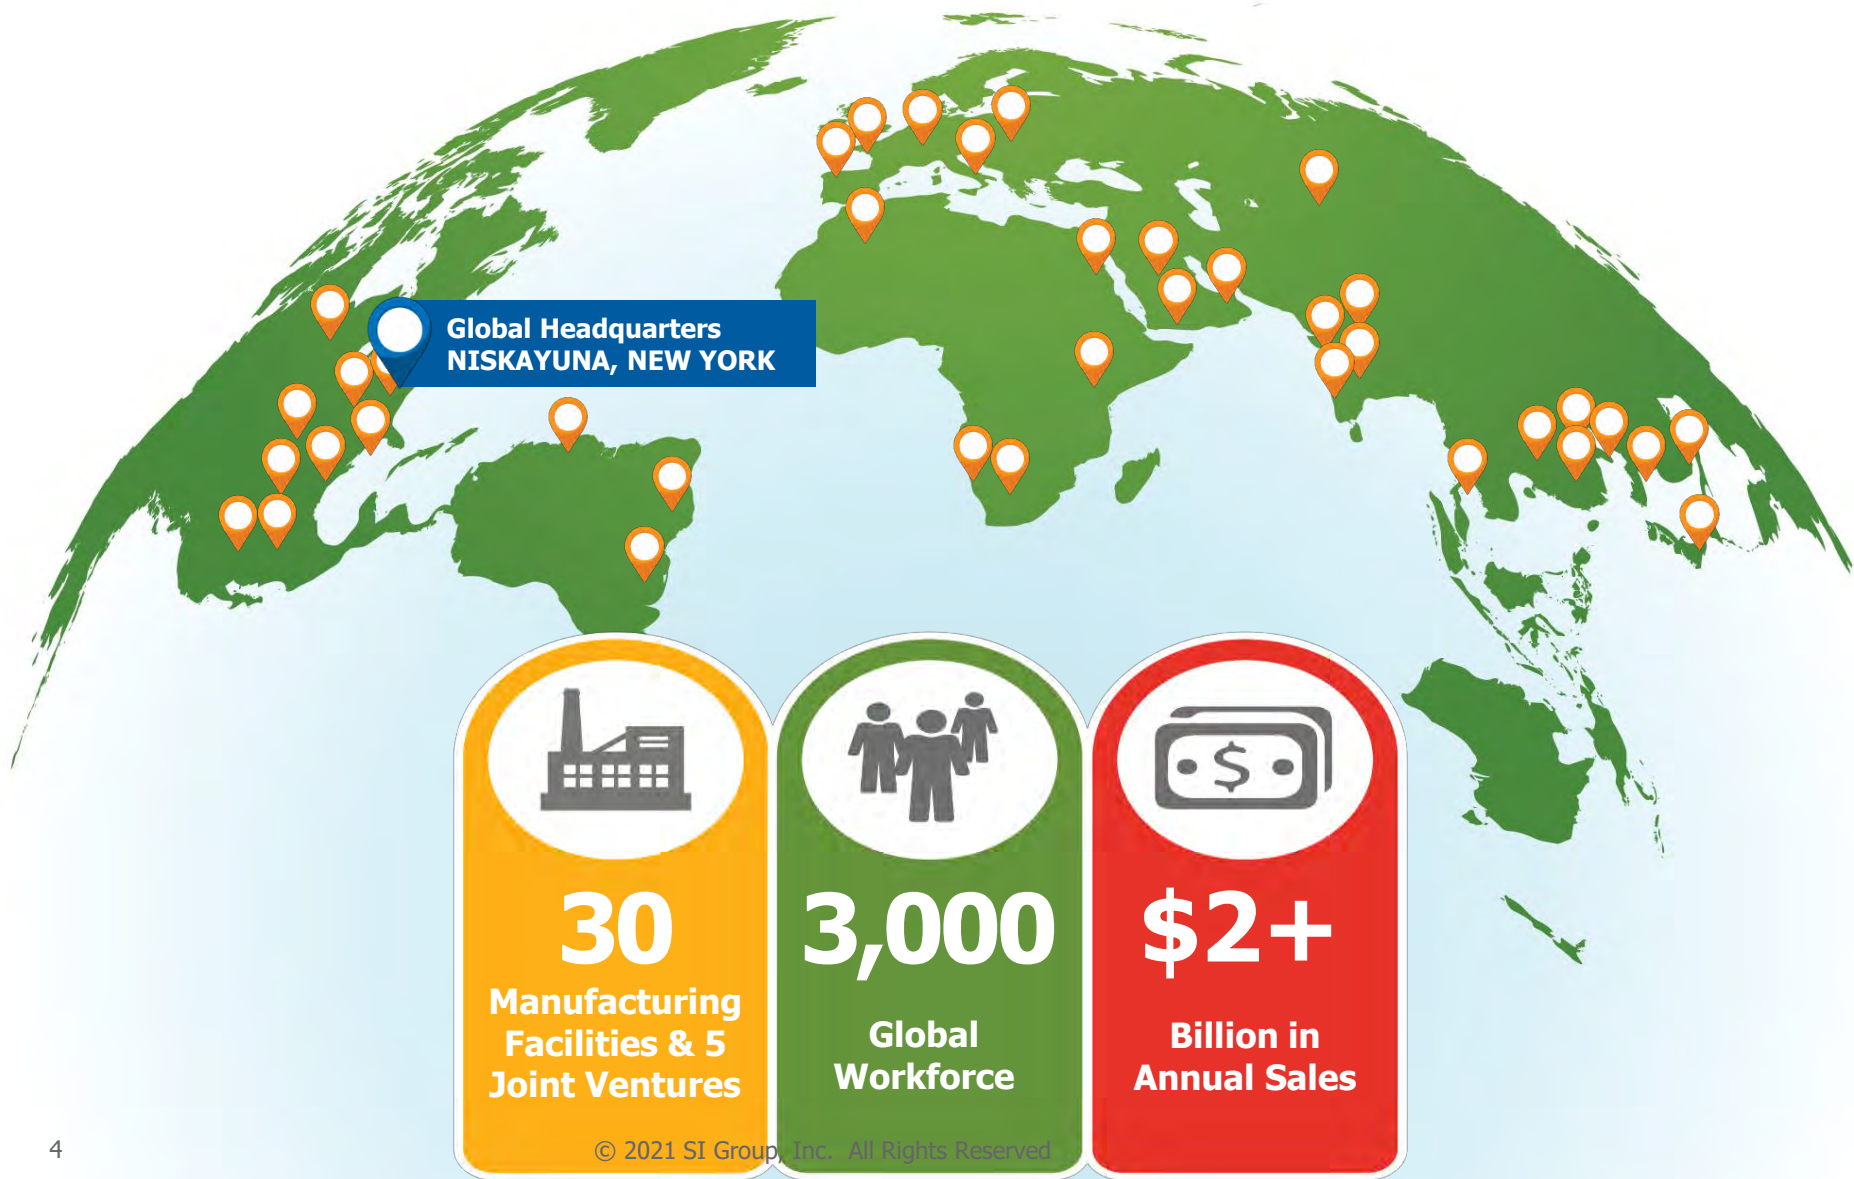 Global Headquarters
NISKAYUNA, NEW YORK
30
Manufacturing
Facilities & 5
Joint Ventures
3,000
Global
Workforce
$2+
Billion in
Annual Sales
4
© 2021 SI Group, Inc. All Rights Reserved